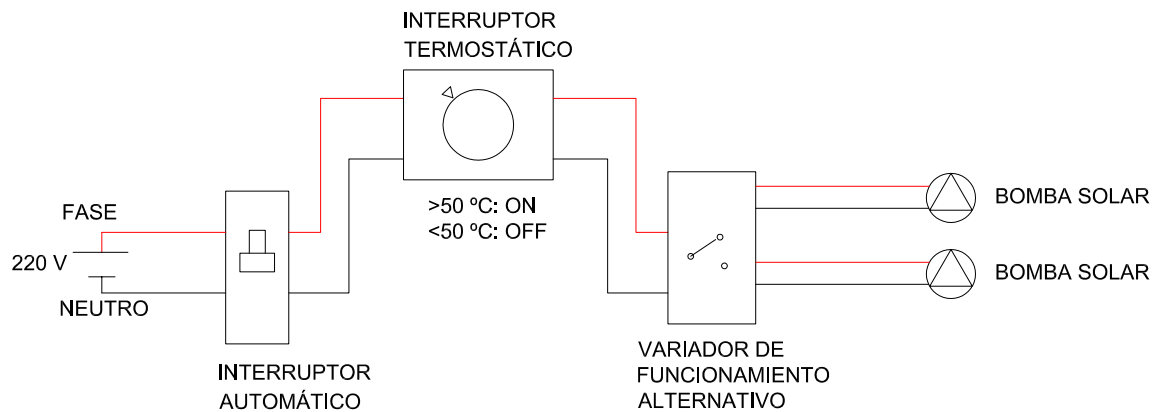 INTERRUPTOR
TERMOSTÁTICO
>50 ºC: ON
<50 ºC: OFF
FASE
220 V
NEUTRO
INTERRUPTOR
AUTOMÁTICO
BOMBA SOLAR
BOMBA SOLAR
VARIADOR DE
FUNCIONAMIENTO
ALTERNATIVO